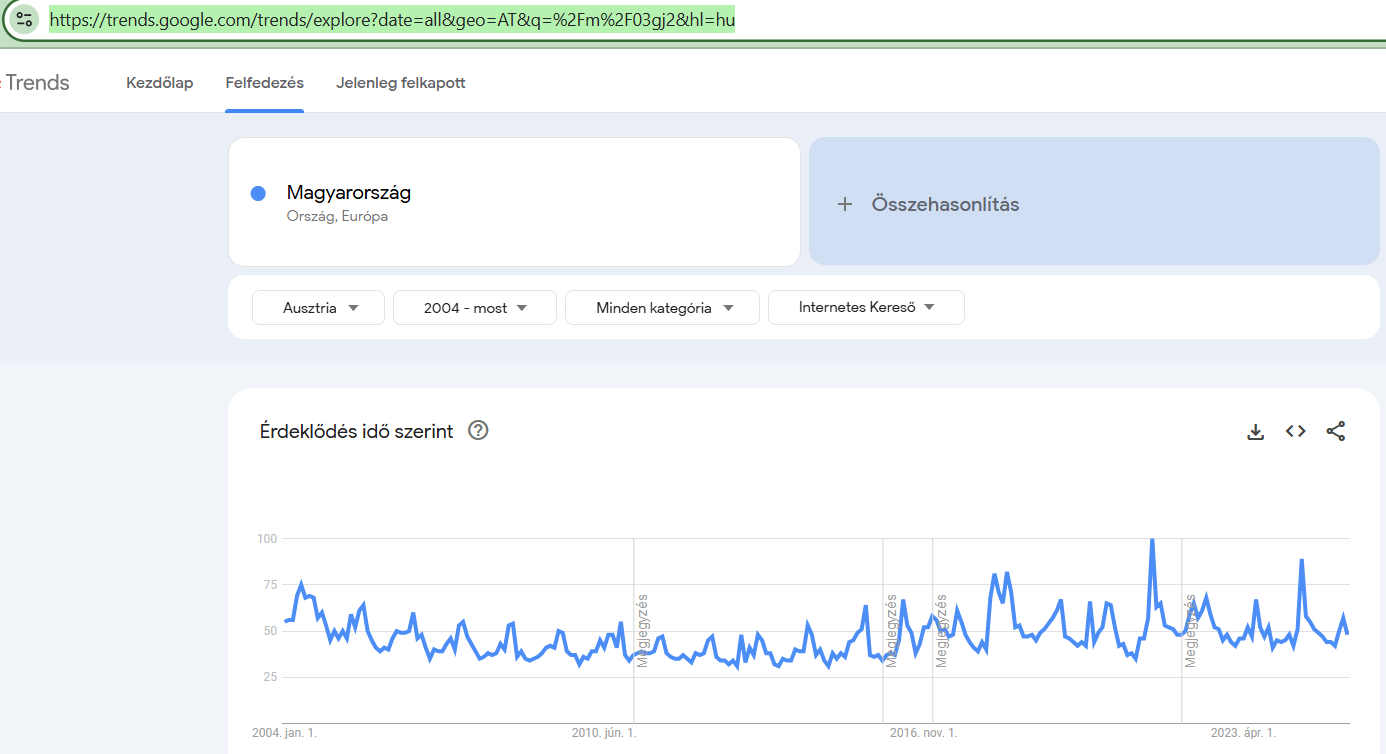 https://trends.google.com/trends/explore?date=all&geo=AT&q=%2Fm%2F03gj2&hl=hu
Trends
Kezdőlap
Felfedezés
Jelenleg felkapott
Magyarország
Ország, Európa
+ Összehasonlítás
Ausztria
2004 - most
Minden kategória
Internetes Kereső
Érdeklődés idő szerint
100
75
50
25
Megjegyzés
Megjegyzés
Megjegyzés
Megjegyzés
2004. jan. 1.
2010. jún. 1.
2016. nov. 1.
2023. ápr. 1.